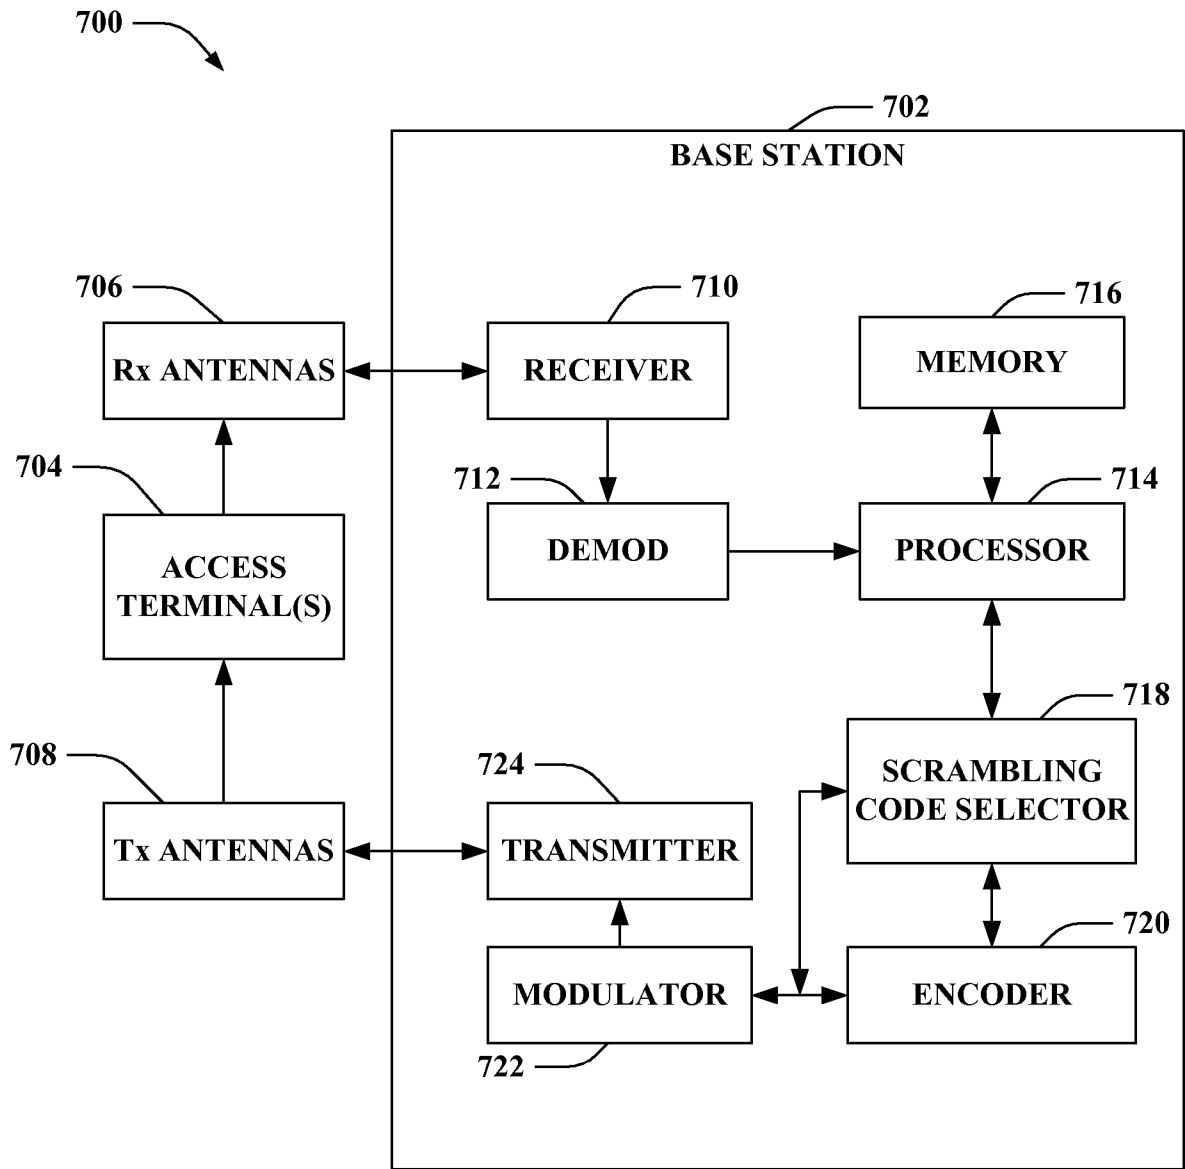 700
702
BASE STATION
706
710
716
Rx ANTENNAS
RECEIVER
MEMORY
704
712
714
ACCESS
TERMINAL(S)
DEMOD
PROCESSOR
708
724
718
Tx ANTENNAS
TRANSMITTER
SCRAMBLING
CODE SELECTOR
720
MODULATOR
ENCODER
722